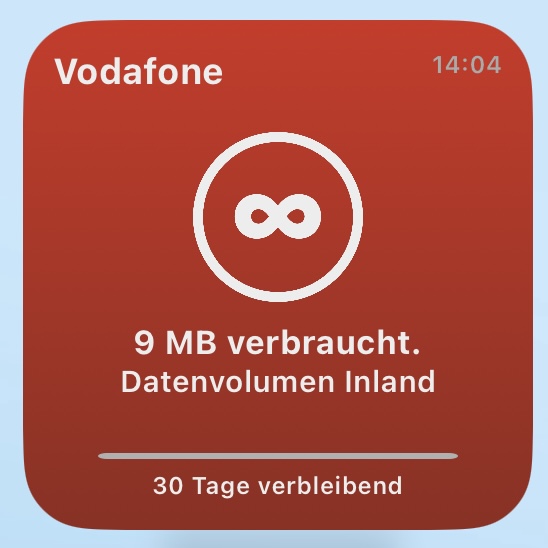 Vodafone
14:04
∞
9 MB verbraucht.
Datenvolumen Inland
30 Tage verbleibend